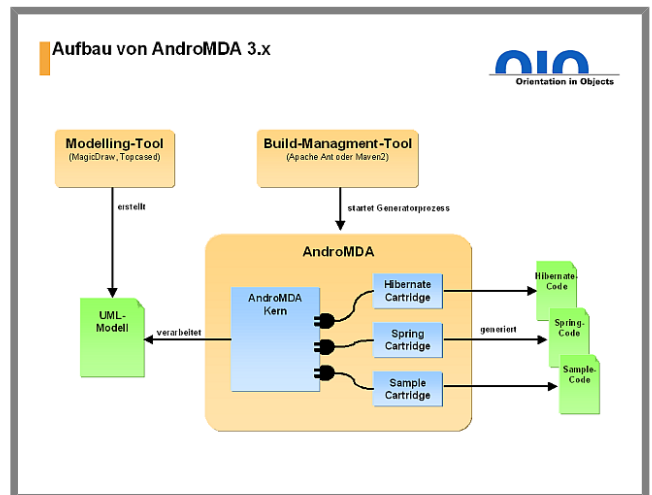 Aufbau von AndroMDA 3.x
Orientation in Objects
Modelling-Tool
(MagicDraw, Topcased)
Build-Managment-Tool
(Apache Ant oder Maven2)
erstellt
startet Generatorprozess
AndroMDA
UML-
Modell
verarbeitet
AndroMDA
Kern
Hibernate
Cartridge
Spring
Cartridge
Sample
Cartridge
generiert
Hibernate-
Code
Spring-
Code
Sample-
Code